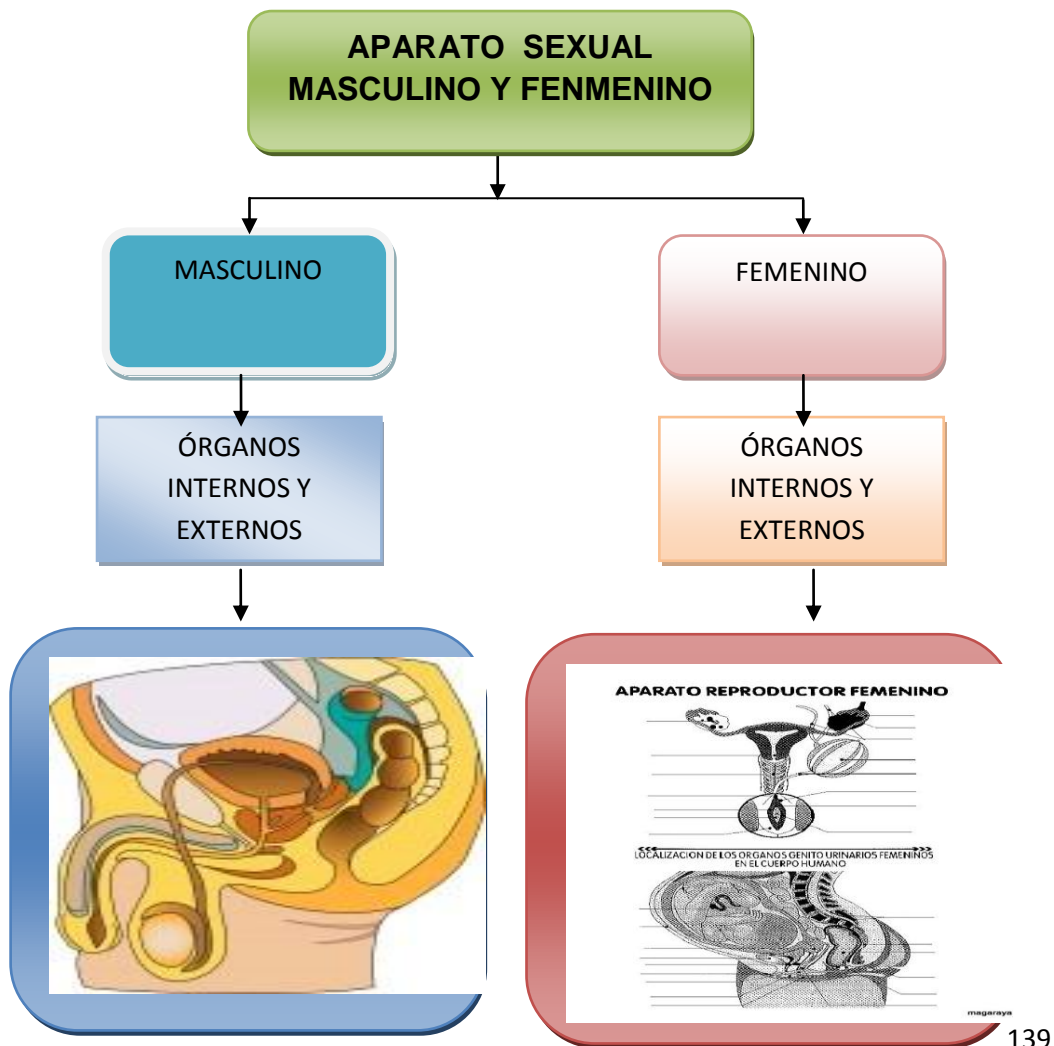 APARATO SEXUAL
MASCULINO Y FENMENINO
MASCULINO
FEMENINO
ÓRGANOS
INTERNOS Y
EXTERNOS
ÓRGANOS
INTERNOS Y
EXTERNOS
APARATO REPRODUCTOR FEMENINO
LOCALIZACION DE LOS ORGANOS GENITO URINARIOS FEMENINOS
EN EL CUERPO HUMANO
magaraya
139